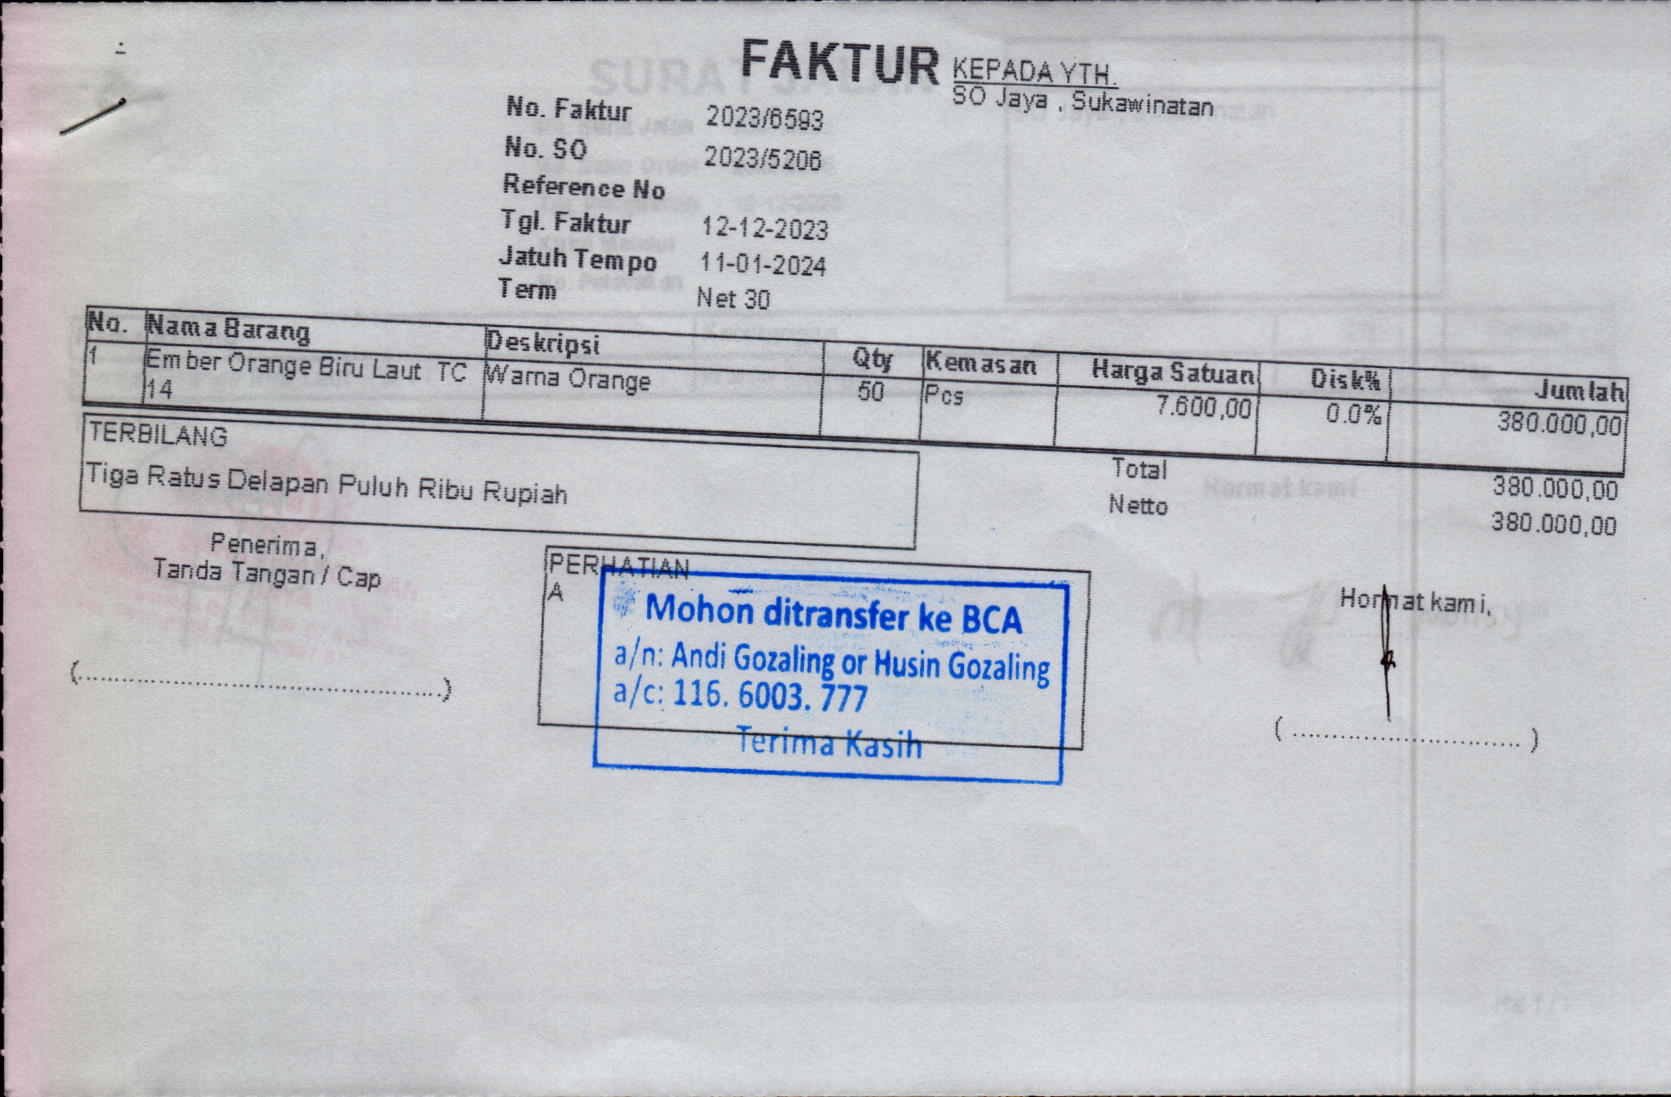 FAKTUR
KEPADA YTH.
SO Jaya , Sukawinatan
No. Faktur 2023/6593
No. SO 2023/5206
Reference No
Tgl. Faktur 12-12-2023
Jatuh Tempo 11-01-2024
Term Net 30
No. Nama Barang Deskripsi Qty Kemasan Harga Satuan Disk% Jumlah
1 Ember Orange Biru Laut TC Warna Orange 50 Pcs 7.600,00 0.0% 380.000,00
14
TERBILANG
Tiga Ratus Delapan Puluh Ribu Rupiah
Total 380.000,00
Netto 380.000,00
Penerima,
Tanda Tangan / Cap
(............................................)
PERHATIAN
A
Mohon ditransfer ke BCA
a/n: Andi Gozaling or Husin Gozaling
a/c: 116. 6003. 777
Terima Kasih
Hormat kami,
( ............................ )